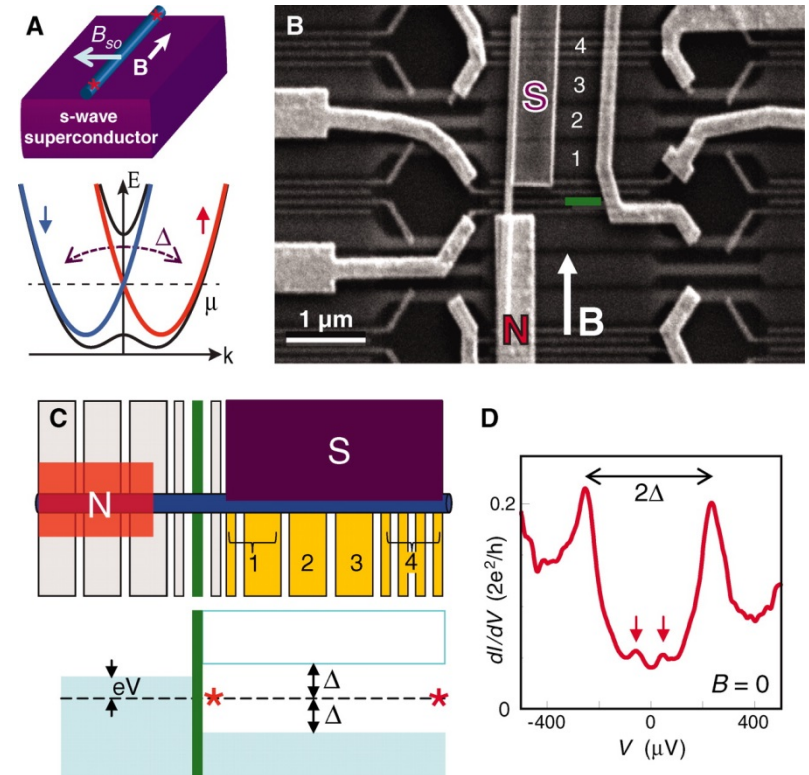 A
B_so
B
s-wave
superconductor
E
Δ
μ
k
B
4
3
2
1
S
N
B
1 μm
C
N
S
1
2
3
4
eV
Δ
Δ
D
2Δ
0.2
dI/dV (2e²/h)
0
B = 0
-400
0
400
V (μV)